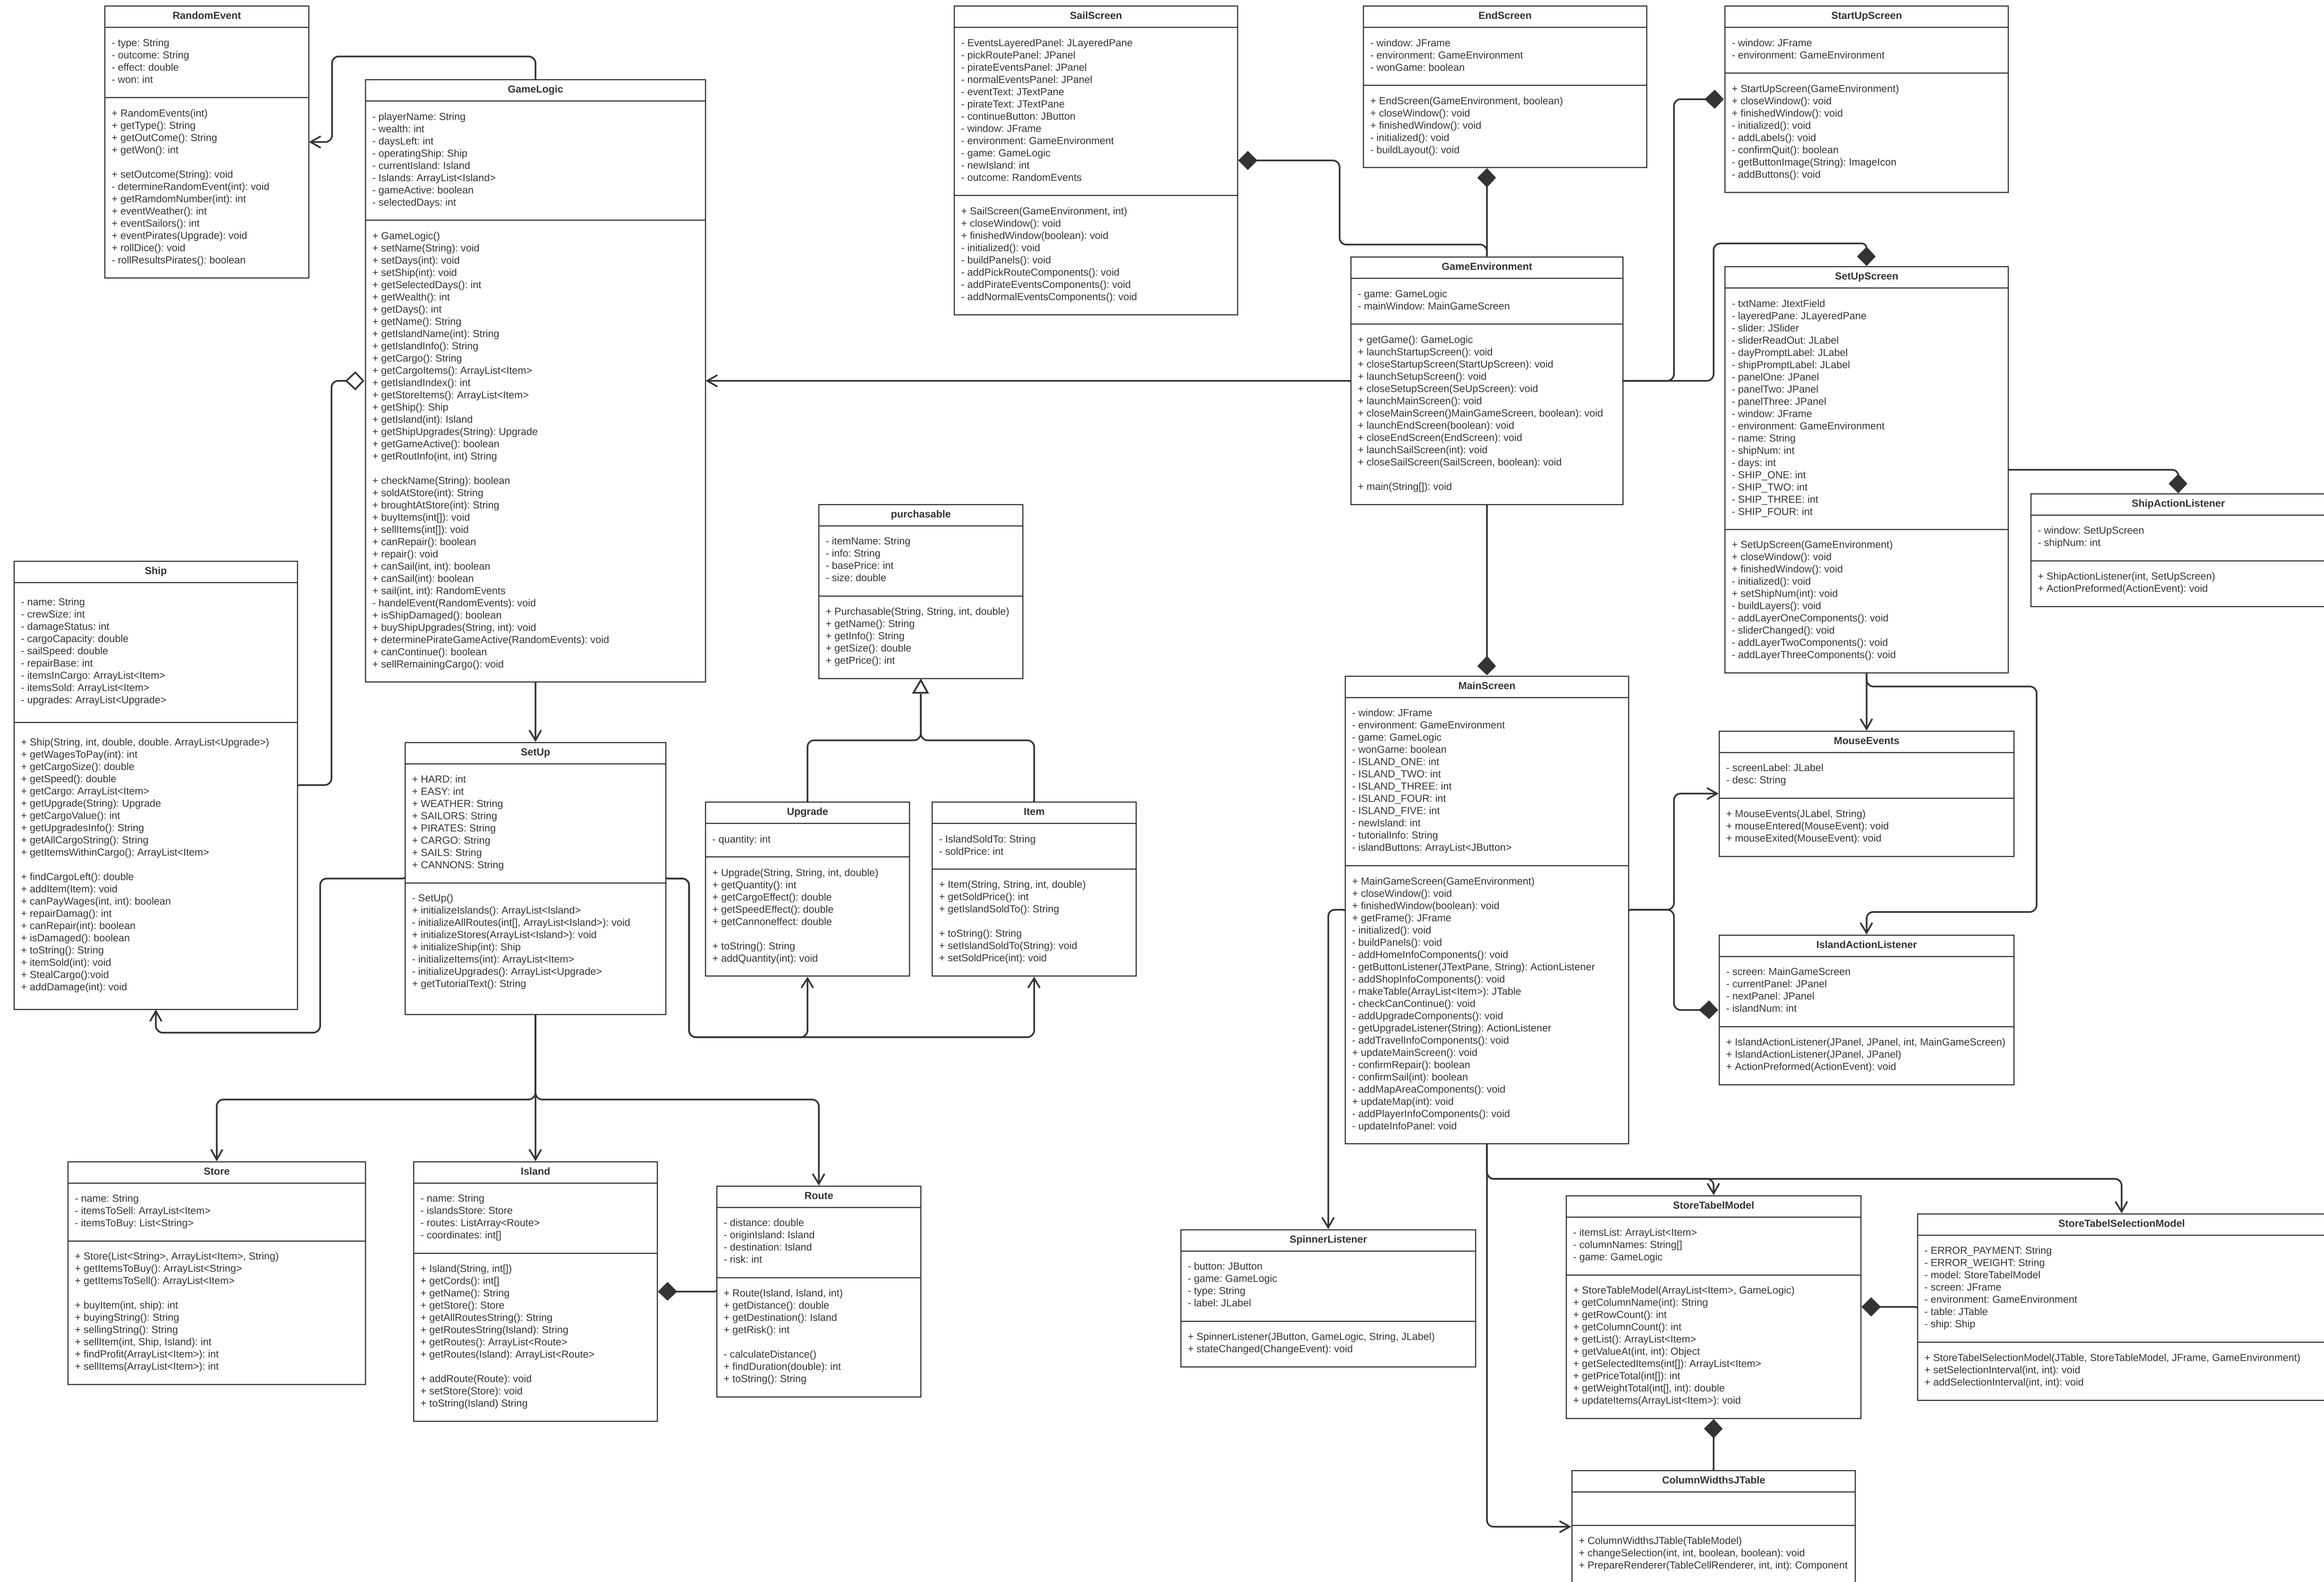 RandomEvent
- type: String
- outcome: String
- effect: double
- won: int
+ RandomEvents(int)
+ getType(): String
+ getOutCome(): String
+ getWon(): int
+ setOutcome(String): void
- determineRandomEvent(int): void
+ getRamdomNumber(int): int
+ eventWeather(): int
+ eventSailors(): int
+ eventPirates(Upgrade): void
+ rollDice(): void
- rollResultsPirates(): boolean
GameLogic
- playerName: String
- wealth: int
- daysLeft: int
- operatingShip: Ship
- currentIsland: Island
- Islands: ArrayList<Island>
- gameActive: boolean
- selectedDays: int
+ GameLogic()
+ setName(String): void
+ setDays(int): void
+ setShip(int): void
+ getSelectedDays(): int
+ getWealth(): int
+ getDays(): int
+ getName(): String
+ getIslandName(int): String
+ getIslandInfo(): String
+ getCargo(): String
+ getCargoItems(): ArrayList<Item>
+ getIslandIndex(): int
+ getStoreItems(): ArrayList<Item>
+ getShip(): Ship
+ getIsland(int): Island
+ getShipUpgrades(String): Upgrade
+ getGameActive(): boolean
+ getRoutInfo(int, int) String
+ checkName(String): boolean
+ soldAtStore(int): String
+ broughtAtStore(int): String
+ buyItems(int[]): void
+ sellItems(int[]): void
+ canRepair(): boolean
+ repair(): void
+ canSail(int, int): boolean
+ canSail(int): boolean
+ sail(int, int): RandomEvents
- handelEvent(RandomEvents): void
+ isShipDamaged(): boolean
+ buyShipUpgrades(String, int): void
+ determinePirateGameActive(RandomEvents): void
+ canContinue(): boolean
+ sellRemainingCargo(): void
SailScreen
- EventsLayeredPanel: JLayeredPane
- pickRoutePanel: JPanel
- pirateEventsPanel: JPanel
- normalEventsPanel: JPanel
- eventText: JTextPane
- pirateText: JTextPane
- continueButton: JButton
- window: JFrame
- environment: GameEnvironment
- game: GameLogic
- newIsland: int
- outcome: RandomEvents
+ SailScreen(GameEnvironment, int)
+ closeWindow(): void
+ finishedWindow(boolean): void
- initialized(): void
- buildPanels(): void
- addPickRouteComponents(): void
- addPirateEventsComponents(): void
- addNormalEventsComponents(): void
EndScreen
- window: JFrame
- environment: GameEnvironment
- wonGame: boolean
+ EndScreen(GameEnvironment, boolean)
+ closeWindow(): void
+ finishedWindow(): void
- initialized(): void
- buildLayout(): void
StartUpScreen
- window: JFrame
- environment: GameEnvironment
+ StartUpScreen(GameEnvironment)
+ closeWindow(): void
+ finishedWindow(): void
- initialized(): void
- addLabels(): void
- confirmQuit(): boolean
- getButtonImage(String): ImageIcon
- addButtons(): void
GameEnvironment
- game: GameLogic
- mainWindow: MainGameScreen
+ getGame(): GameLogic
+ launchStartupScreen(): void
+ closeStartupScreen(StartUpScreen): void
+ launchSetupScreen(): void
+ closeSetupScreen(SeUpScreen): void
+ launchMainScreen(): void
+ closeMainScreen()MainGameScreen, boolean): void
+ launchEndScreen(boolean): void
+ closeEndScreen(EndScreen): void
+ launchSailScreen(int): void
+ closeSailScreen(SailScreen, boolean): void
+ main(String[]): void
SetUpScreen
- txtName: JtextField
- layeredPane: JLayeredPane
- slider: JSlider
- sliderReadOut: JLabel
- dayPromptLabel: JLabel
- shipPromptLabel: JLabel
- panelOne: JPanel
- panelTwo: JPanel
- panelThree: JPanel
- window: JFrame
- environment: GameEnvironment
- name: String
- shipNum: int
- days: int
- SHIP_ONE: int
- SHIP_TWO: int
- SHIP_THREE: int
- SHIP_FOUR: int
+ SetUpScreen(GameEnvironment)
+ closeWindow(): void
+ finishedWindow(): void
- initialized(): void
+ setShipNum(int): void
- buildLayers(): void
- addLayerOneComponents(): void
- sliderChanged(): void
- addLayerTwoComponents(): void
- addLayerThreeComponents(): void
ShipActionListener
- window: SetUpScreen
- shipNum: int
+ ShipActionListener(int, SetUpScreen)
+ ActionPreformed(ActionEvent): void
purchasable
- itemName: String
- info: String
- basePrice: int
- size: double
+ Purchasable(String, String, int, double)
+ getName(): String
+ getInfo(): String
+ getSize(): double
+ getPrice(): int
Ship
- name: String
- crewSize: int
- damageStatus: int
- cargoCapacity: double
- sailSpeed: double
- repairBase: int
- itemsInCargo: ArrayList<Item>
- itemsSold: ArrayList<Item>
- upgrades: ArrayList<Upgrade>
+ Ship(String, int, double, double. ArrayList<Upgrade>)
+ getWagesToPay(int): int
+ getCargoSize(): double
+ getSpeed(): double
+ getCargo: ArrayList<Item>
+ getUpgrade(String): Upgrade
+ getCargoValue(): int
+ getUpgradesInfo(): String
+ getAllCargoString(): String
+ getItemsWithinCargo(): ArrayList<Item>
+ findCargoLeft(): double
+ addItem(Item): void
+ canPayWages(int, int): boolean
+ repairDamag(): int
+ canRepair(int): boolean
+ isDamaged(): boolean
+ toString(): String
+ itemSold(int): void
+ StealCargo():void
+ addDamage(int): void
SetUp
+ HARD: int
+ EASY: int
+ WEATHER: String
+ SAILORS: String
+ PIRATES: String
+ CARGO: String
+ SAILS: String
+ CANNONS: String
- SetUp()
+ initializeIslands(): ArrayList<Island>
- initializeAllRoutes(int[], ArrayList<Island>): void
+ initializeStores(ArrayList<Island>): void
+ initializeShip(int): Ship
- initializeItems(int): ArrayList<Item>
- initializeUpgrades(): ArrayList<Upgrade>
+ getTutorialText(): String
Upgrade
- quantity: int
+ Upgrade(String, String, int, double)
+ getQuantity(): int
+ getCargoEffect(): double
+ getSpeedEffect(): double
+ getCannoneffect: double
+ toString(): String
+ addQuantity(int): void
Item
- IslandSoldTo: String
- soldPrice: int
+ Item(String, String, int, double)
+ getSoldPrice(): int
+ getIslandSoldTo(): String
+ toString(): String
+ setIslandSoldTo(String): void
+ setSoldPrice(int): void
MainScreen
- window: JFrame
- environment: GameEnvironment
- game: GameLogic
- wonGame: boolean
- ISLAND_ONE: int
- ISLAND_TWO: int
- ISLAND_THREE: int
- ISLAND_FOUR: int
- ISLAND_FIVE: int
- newIsland: int
- tutorialInfo: String
- islandButtons: ArrayList<JButton>
+ MainGameScreen(GameEnvironment)
+ closeWindow(): void
+ finishedWindow(boolean): void
+ getFrame(): JFrame
- initialized(): void
- buildPanels(): void
- addHomeInfoComponents(): void
- getButtonListener(JTextPane, String): ActionListener
- addShopInfoComponents(): void
- makeTable(ArrayList<Item>): JTable
- checkCanContinue(): void
- addUpgradeComponents(): void
- getUpgradeListener(String): ActionListener
- addTravelInfoComponents(): void
+ updateMainScreen(): void
- confirmRepair(): boolean
- confirmSail(int): boolean
- addMapAreaComponents(): void
+ updateMap(int): void
- addPlayerInfoComponents(): void
- updateInfoPanel: void
MouseEvents
- screenLabel: JLabel
- desc: String
+ MouseEvents(JLabel, String)
+ mouseEntered(MouseEvent): void
+ mouseExited(MouseEvent): void
IslandActionListener
- screen: MainGameScreen
- currentPanel: JPanel
- nextPanel: JPanel
- islandNum: int
+ IslandActionListener(JPanel, JPanel, int, MainGameScreen)
+ IslandActionListener(JPanel, JPanel)
+ ActionPreformed(ActionEvent): void
Store
- name: String
- itemsToSell: ArrayList<Item>
- itemsToBuy: List<String>
+ Store(List<String>, ArrayList<Item>, String)
+ getItemsToBuy(): ArrayList<String>
+ getItemsToSell(): ArrayList<Item>
+ buyItem(int, ship): int
+ buyingString(): String
+ sellingString(): String
+ sellItem(int, Ship, Island): int
+ findProfit(ArrayList<Item>): int
+ sellItems(ArrayList<Item>): int
Island
- name: String
- islandsStore: Store
- routes: ListArray<Route>
- coordinates: int[]
+ Island(String, int[])
+ getCords(): int[]
+ getName(): String
+ getStore(): Store
+ getAllRoutesString(): String
+ getRoutesString(Island): String
+ getRoutes(): ArrayList<Route>
+ getRoutes(Island): ArrayList<Route>
+ addRoute(Route): void
+ setStore(Store): void
+ toString(Island) String
Route
- distance: double
- originIsland: Island
- destination: Island
- risk: int
+ Route(Island, Island, int)
+ getDistance(): double
+ getDestination(): Island
+ getRisk(): int
- calculateDistance()
+ findDuration(double): int
+ toString(): String
SpinnerListener
- button: JButton
- game: GameLogic
- type: String
- label: JLabel
+ SpinnerListener(JButton, GameLogic, String, JLabel)
+ stateChanged(ChangeEvent): void
StoreTabelModel
- itemsList: ArrayList<Item>
- columnNames: String[]
- game: GameLogic
+ StoreTableModel(ArrayList<Item>, GameLogic)
+ getColumnName(int): String
+ getRowCount(): int
+ getColumnCount(): int
+ getList(): ArrayList<Item>
+ getValueAt(int, int): Object
+ getSelectedItems(int[]): ArrayList<Item>
+ getPriceTotal(int[]): int
+ getWeightTotal(int[], int): double
+ updateItems(ArrayList<Item>): void
StoreTabelSelectionModel
- ERROR_PAYMENT: String
- ERROR_WEIGHT: String
- model: StoreTabelModel
- screen: JFrame
- environment: GameEnvironment
- table: JTable
- ship: Ship
+ StoreTabelSelectionModel(JTable, StoreTableModel, JFrame, GameEnvironment)
+ setSelectionInterval(int, int): void
+ addSelectionInterval(int, int): void
ColumnWidthsJTable
+ ColumnWidthsJTable(TableModel)
+ changeSelection(int, int, boolean, boolean): void
+ PrepareRenderer(TableCellRenderer, int, int): Component